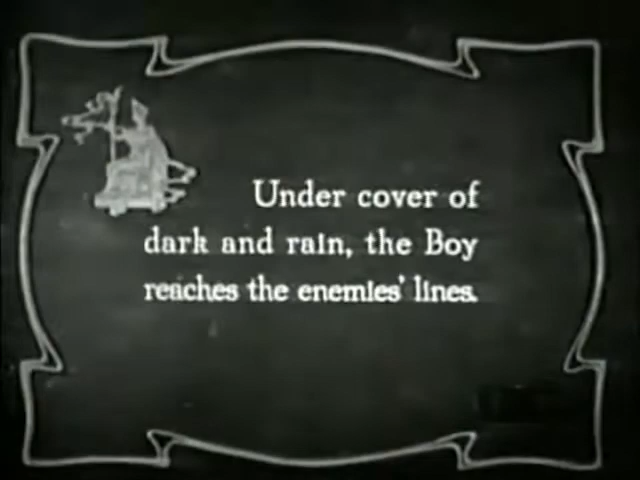 Under cover of
dark and rain, the Boy
reaches the enemies' lines.